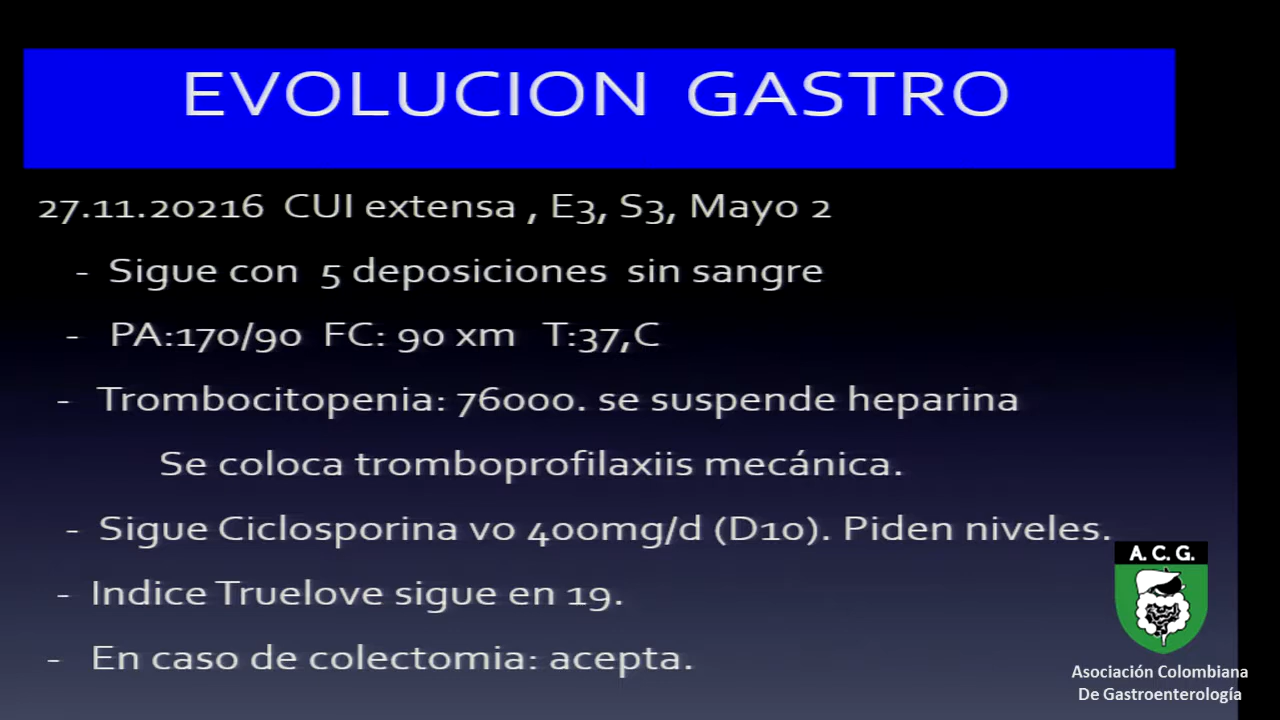 EVOLUCION GASTRO
27.11.20216 CUI extensa , E3, S3, Mayo 2
- Sigue con 5 deposiciones sin sangre
- PA:170/90 FC: 90 xm T:37,C
- Trombocitopenia: 76000. se suspende heparina
Se coloca tromboprofilaxiis mecánica.
- Sigue Ciclosporina vo 400mg/d (D10). Piden niveles.
- Indice Truelove sigue en 19.
- En caso de colectomia: acepta.
A. C. G.
Asociación Colombiana
De Gastroenterología